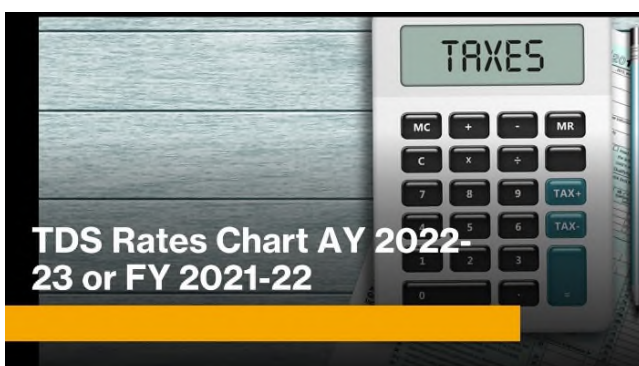 TAXES
MC + - MR
C x ÷
7 8 9 TAX+
5 6 TAX-
1 2 3
0 . =
TDS Rates Chart AY 2022-
23 or FY 2021-22